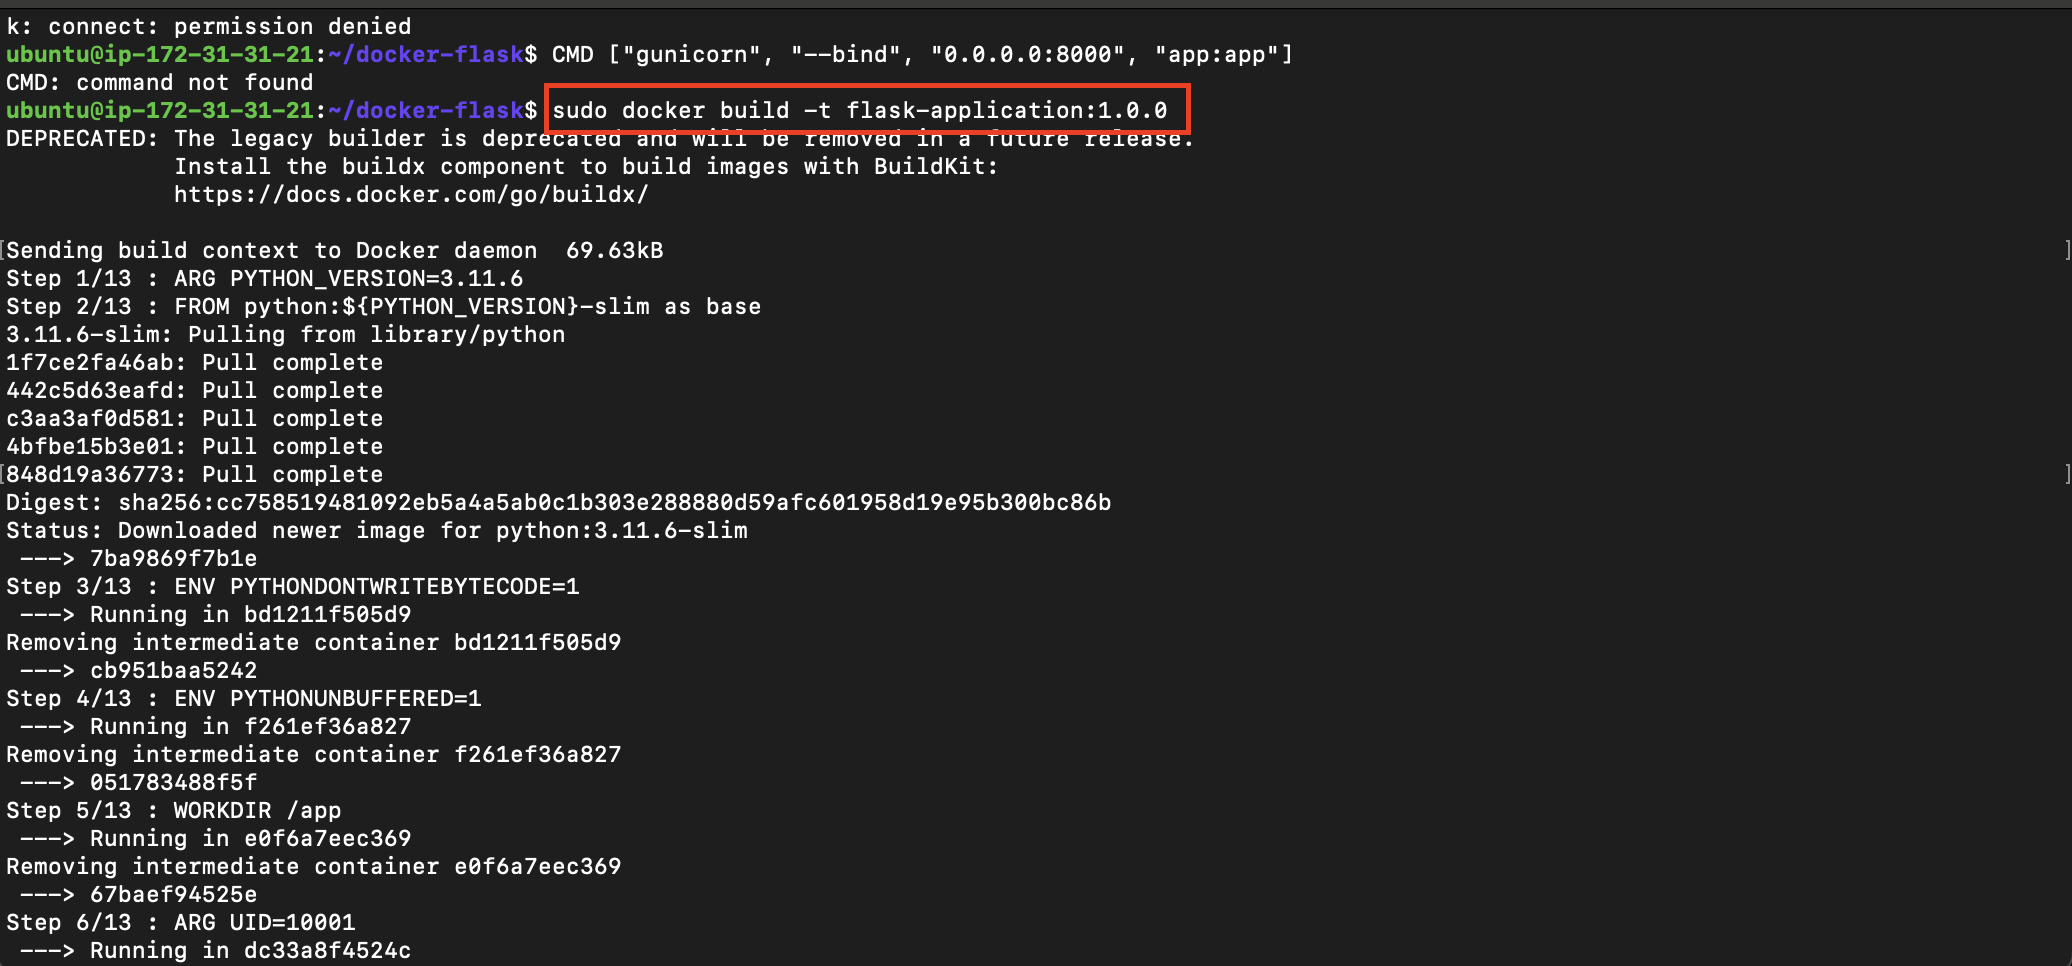 k: connect: permission denied
ubuntu@ip-172-31-31-21:~/docker-flask$ CMD ["gunicorn", "--bind", "0.0.0.0:8000", "app:app"]
CMD: command not found
ubuntu@ip-172-31-31-21:~/docker-flask$ sudo docker build -t flask-application:1.0.0
DEPRECATED: The legacy builder is deprecated and will be removed in a future release.
            Install the buildx component to build images with BuildKit:
            https://docs.docker.com/go/buildx/

[Sending build context to Docker daemon  69.63kB ]
Step 1/13 : ARG PYTHON_VERSION=3.11.6
Step 2/13 : FROM python:${PYTHON_VERSION}-slim as base
3.11.6-slim: Pulling from library/python
1f7ce2fa46ab: Pull complete
442c5d63eafd: Pull complete
c3aa3af0d581: Pull complete
4bfbe15b3e01: Pull complete
[848d19a36773: Pull complete ]
Digest: sha256:cc758519481092eb5a4a5ab0c1b303e288880d59afc601958d19e95b300bc86b
Status: Downloaded newer image for python:3.11.6-slim
 ---> 7ba9869f7b1e
Step 3/13 : ENV PYTHONDONTWRITEBYTECODE=1
 ---> Running in bd1211f505d9
Removing intermediate container bd1211f505d9
 ---> cb951baa5242
Step 4/13 : ENV PYTHONUNBUFFERED=1
 ---> Running in f261ef36a827
Removing intermediate container f261ef36a827
 ---> 051783488f5f
Step 5/13 : WORKDIR /app
 ---> Running in e0f6a7eec369
Removing intermediate container e0f6a7eec369
 ---> 67baef94525e
Step 6/13 : ARG UID=10001
 ---> Running in dc33a8f4524c